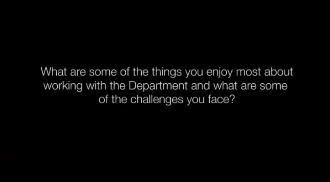 What are some of the things you enjoy most about
working with the Department and what are some
of the challenges you face?